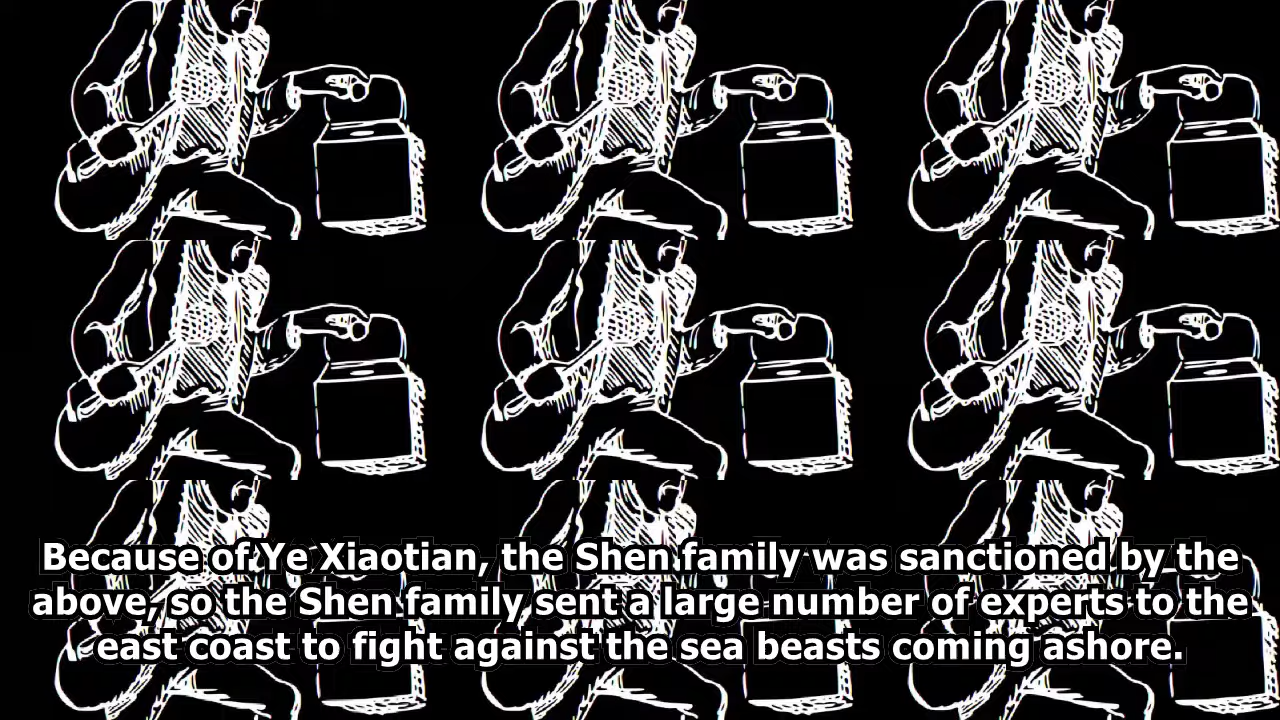 Because of Ye Xiaotian, the Shen family was sanctioned by the
above, so the Shen family sent a large number of experts to the
east coast to fight against the sea beasts coming ashore.